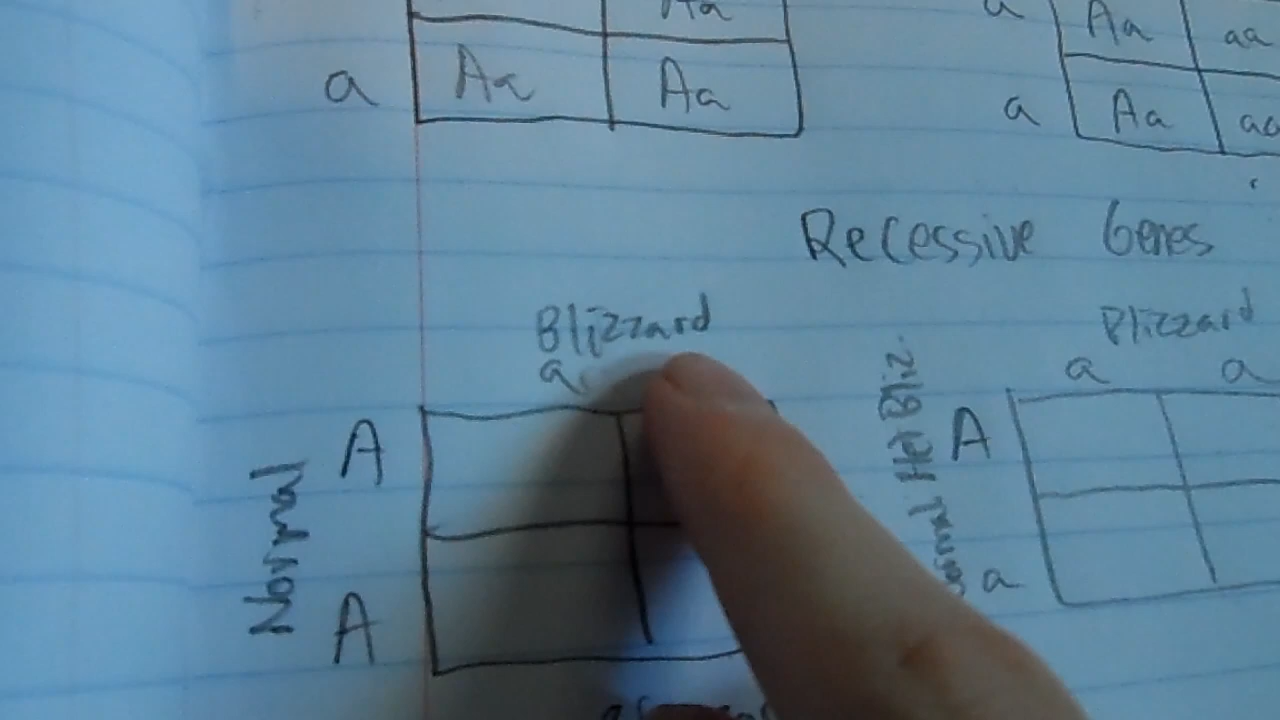 Aa
a Aa Aa
a Aa aa
a Aa aa
Recessive Genes
Blizzard
a
Normal
A
A
Blizzard
a a
Het Bliz.
A
a